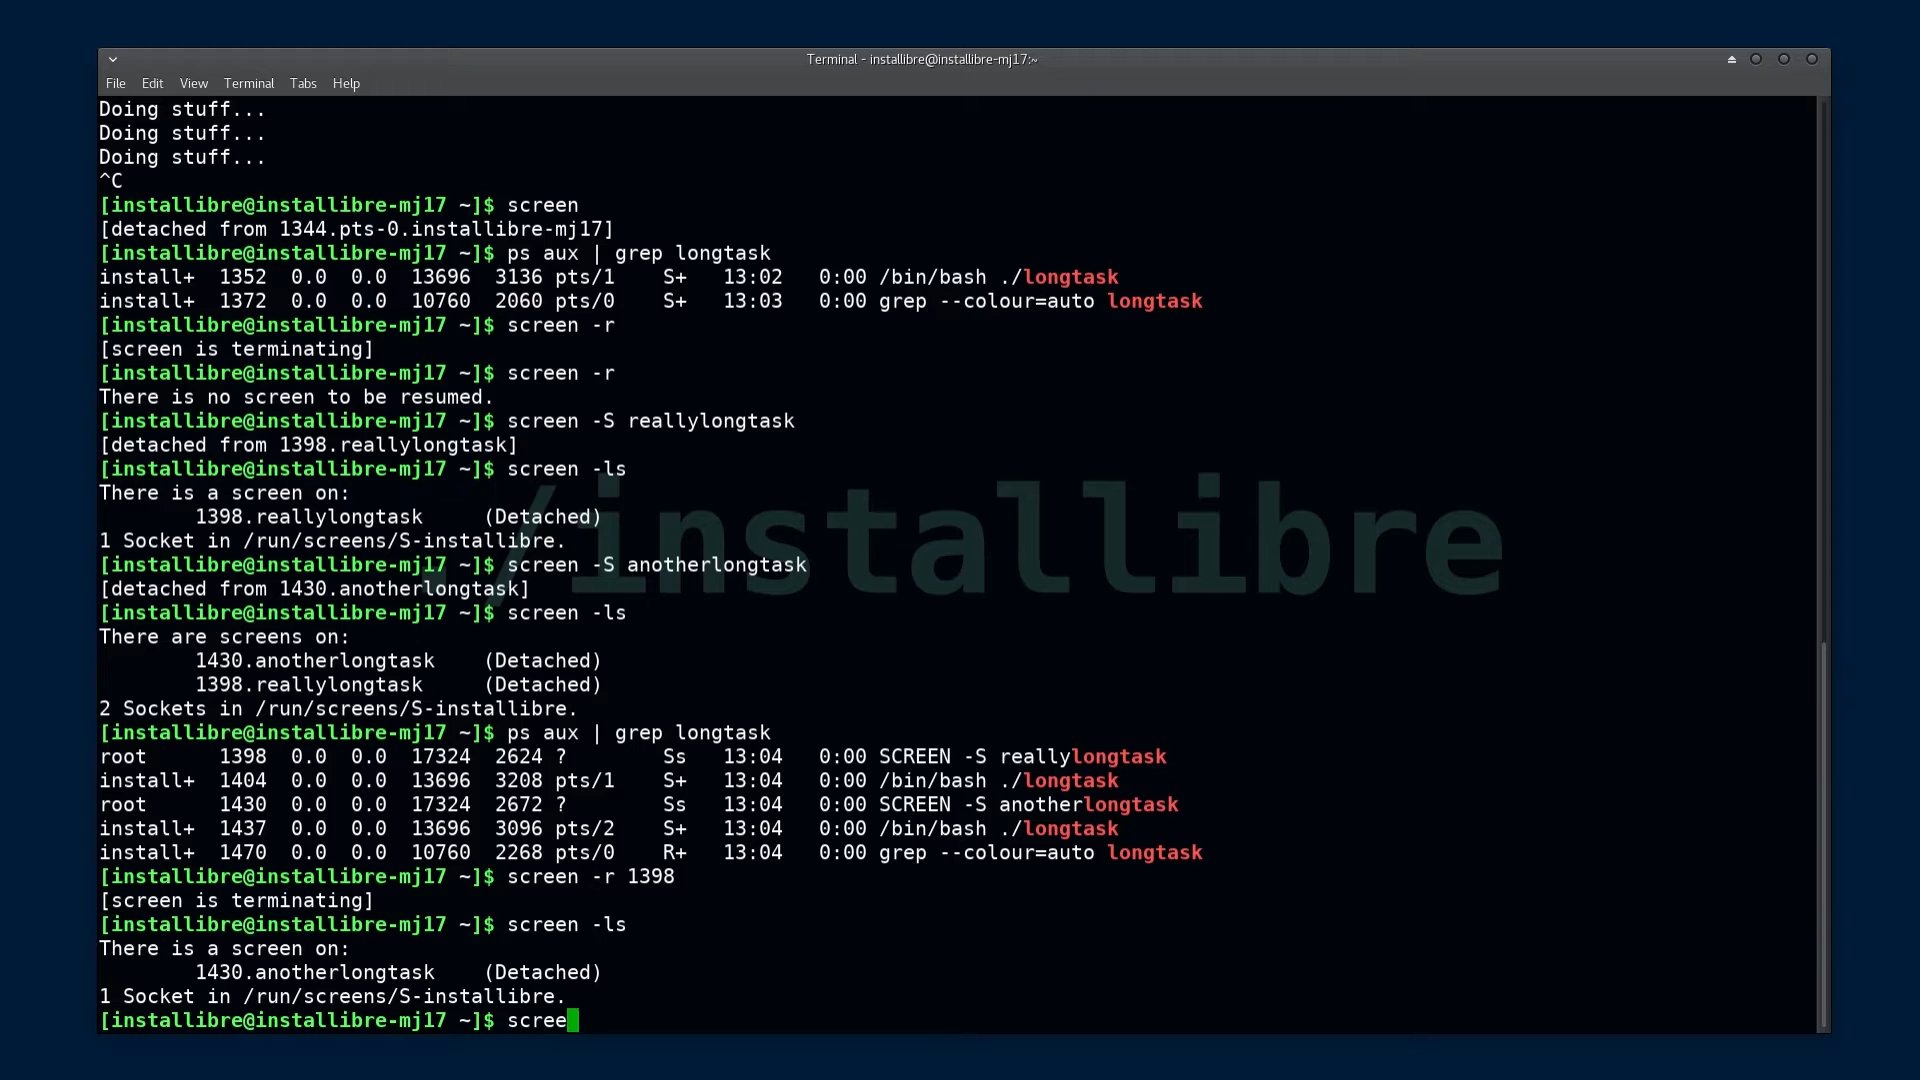 Terminal - installibre@installibre-mj17:~
File Edit View Terminal Tabs Help
Doing stuff...
Doing stuff...
Doing stuff...
^C
[installibre@installibre-mj17 ~]$ screen
[detached from 1344.pts-0.installibre-mj17]
[installibre@installibre-mj17 ~]$ ps aux | grep longtask
install+  1352  0.0  0.0  13696  3136 pts/1    S+   13:02   0:00 /bin/bash ./longtask
install+  1372  0.0  0.0  10760  2060 pts/0    S+   13:03   0:00 grep --colour=auto longtask
[installibre@installibre-mj17 ~]$ screen -r
[screen is terminating]
[installibre@installibre-mj17 ~]$ screen -r
There is no screen to be resumed.
[installibre@installibre-mj17 ~]$ screen -S reallylongtask
[detached from 1398.reallylongtask]
[installibre@installibre-mj17 ~]$ screen -ls
There is a screen on:
        1398.reallylongtask     (Detached)
1 Socket in /run/screens/S-installibre.
./installibre
[installibre@installibre-mj17 ~]$ screen -S anotherlongtask
[detached from 1430.anotherlongtask]
[installibre@installibre-mj17 ~]$ screen -ls
There are screens on:
        1430.anotherlongtask    (Detached)
        1398.reallylongtask     (Detached)
2 Sockets in /run/screens/S-installibre.
[installibre@installibre-mj17 ~]$ ps aux | grep longtask
root      1398  0.0  0.0  17324  2624 ?        Ss   13:04   0:00 SCREEN -S reallylongtask
install+  1404  0.0  0.0  13696  3208 pts/1    S+   13:04   0:00 /bin/bash ./longtask
root      1430  0.0  0.0  17324  2672 ?        Ss   13:04   0:00 SCREEN -S anotherlongtask
install+  1437  0.0  0.0  13696  3096 pts/2    S+   13:04   0:00 /bin/bash ./longtask
install+  1470  0.0  0.0  10760  2268 pts/0    R+   13:04   0:00 grep --colour=auto longtask
[installibre@installibre-mj17 ~]$ screen -r 1398
[screen is terminating]
[installibre@installibre-mj17 ~]$ screen -ls
There is a screen on:
        1430.anotherlongtask    (Detached)
1 Socket in /run/screens/S-installibre.
[installibre@installibre-mj17 ~]$ scree